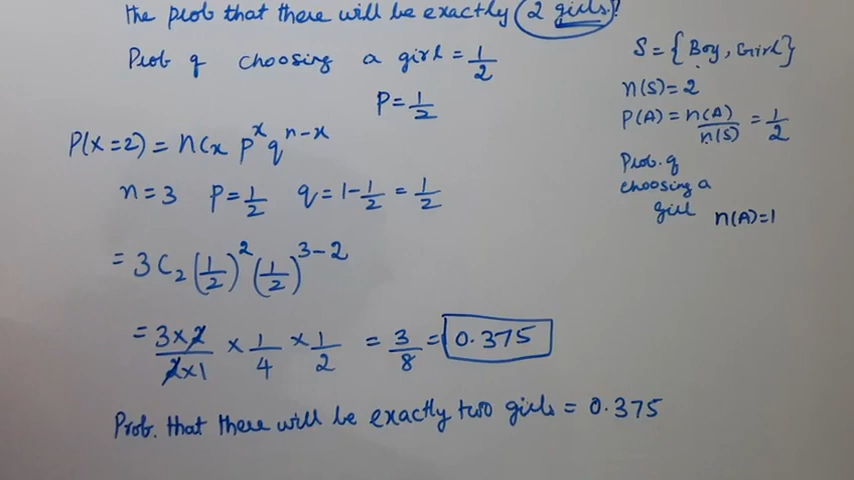 the prob that there will be exactly 2 girls?
Prob of choosing a girl = 1/2
P = 1/2
P(X=2) = nCx p^x q^(n-x)
n = 3 p = 1/2 q = 1 - 1/2 = 1/2
= 3C₂ (1/2)^2 (1/2)^(3-2)
= 3×2/2×1 × 1/4 × 1/2 = 3/8 = 0.375
Prob. that there will be exactly two girls = 0.375
S = {Boy, Girl}
n(S) = 2
P(A) = n(A)/n(S) = 1/2
Prob. of
choosing a
girl n(A)=1